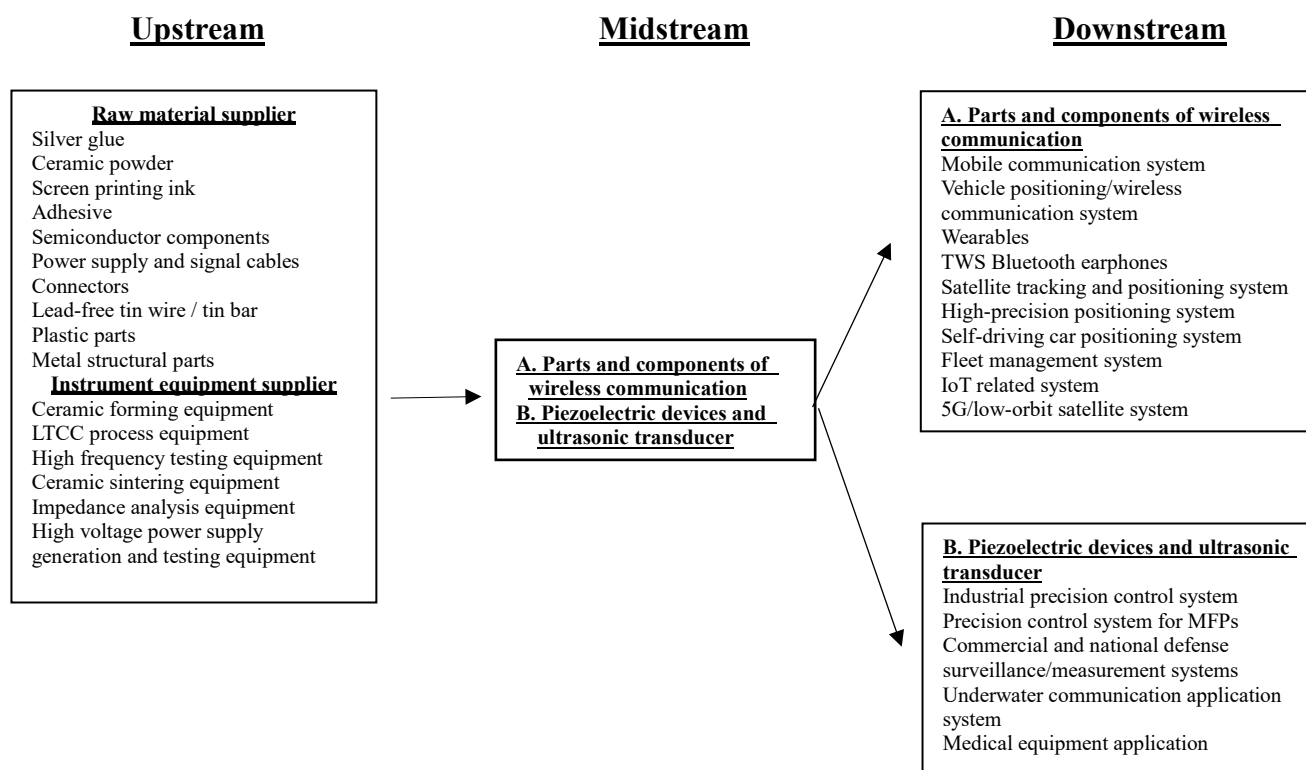 Upstream
Midstream
Downstream
Raw material supplier
Silver glue
Ceramic powder
Screen printing ink
Adhesive
Semiconductor components
Power supply and signal cables
Connectors
Lead-free tin wire / tin bar
Plastic parts
Metal structural parts
Instrument equipment supplier
Ceramic forming equipment
LTCC process equipment
High frequency testing equipment
Ceramic sintering equipment
Impedance analysis equipment
High voltage power supply
generation and testing equipment
A. Parts and components of
wireless communication
B. Piezoelectric devices and
ultrasonic transducer
A. Parts and components of wireless
communication
Mobile communication system
Vehicle positioning/wireless
communication system
Wearables
TWS Bluetooth earphones
Satellite tracking and positioning system
High-precision positioning system
Self-driving car positioning system
Fleet management system
IoT related system
5G/low-orbit satellite system
B. Piezoelectric devices and ultrasonic
transducer
Industrial precision control system
Precision control system for MFPs
Commercial and national defense
surveillance/measurement systems
Underwater communication application
system
Medical equipment application